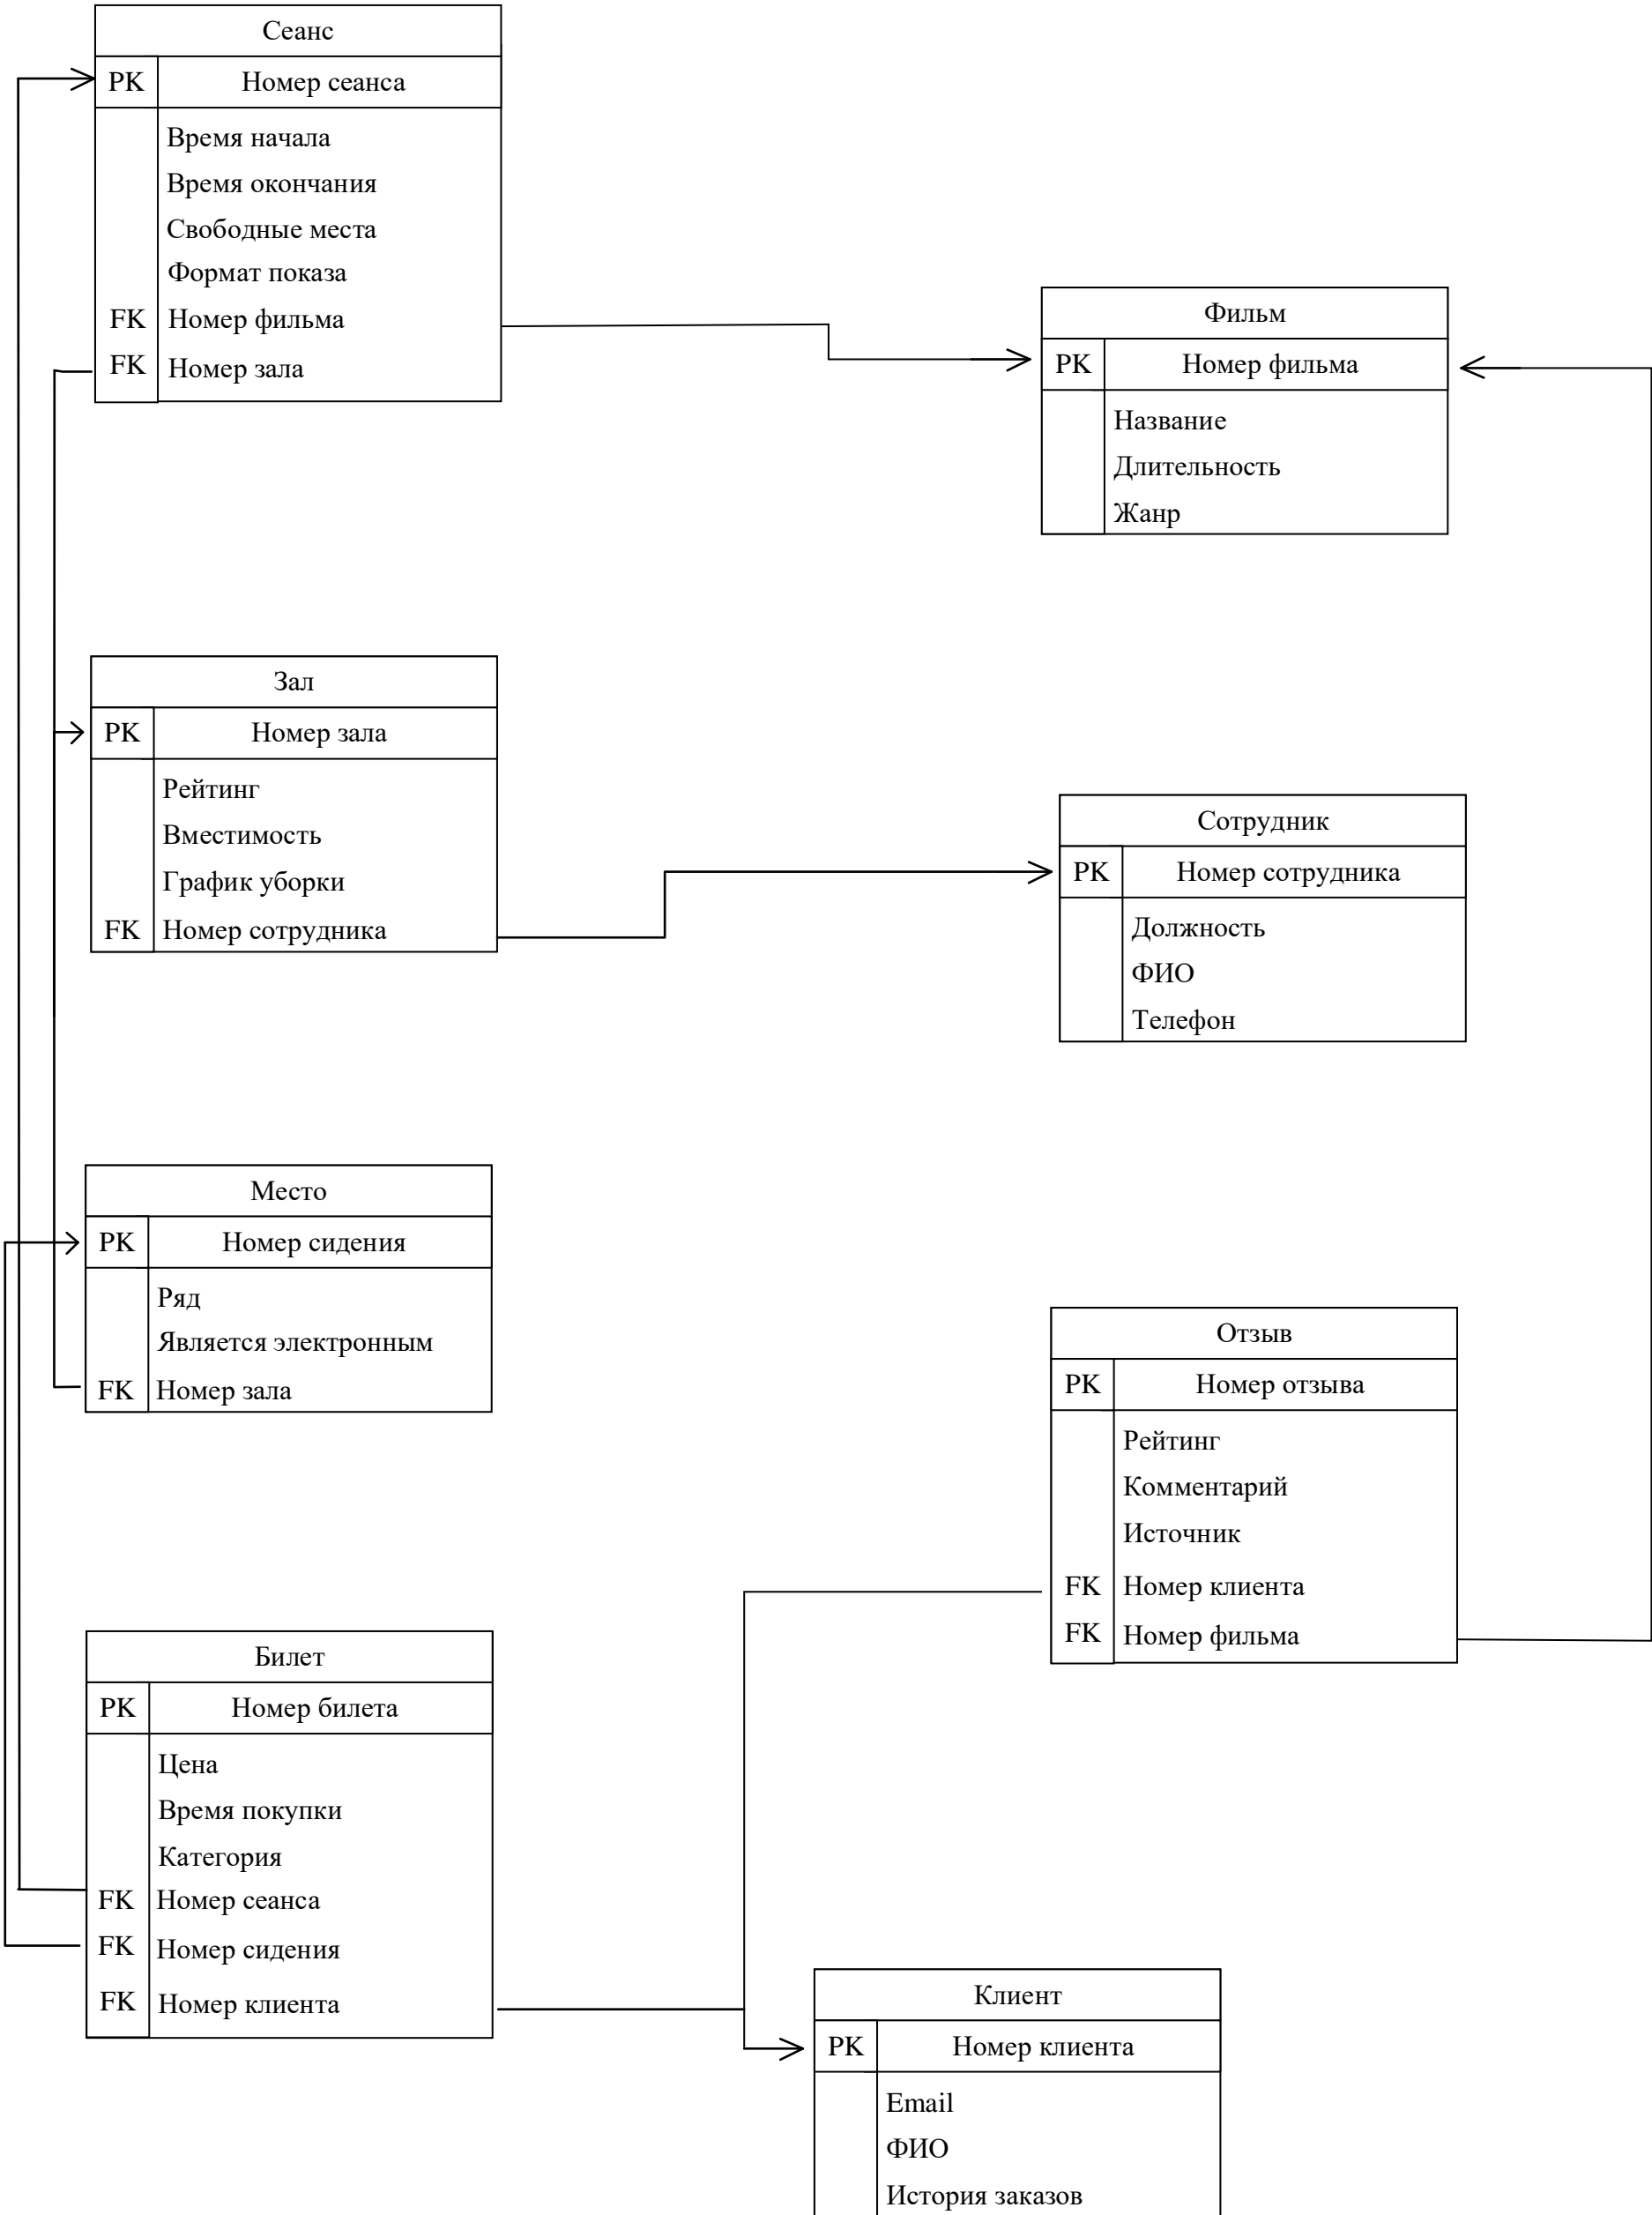 Сеанс
PK Номер сеанса
Время начала
Время окончания
Свободные места
Формат показа
FK Номер фильма
FK Номер зала
Фильм
PK Номер фильма
Название
Длительность
Жанр
Зал
PK Номер зала
Рейтинг
Вместимость
График уборки
FK Номер сотрудника
Сотрудник
PK Номер сотрудника
Должность
ФИО
Телефон
Место
PK Номер сидения
Ряд
Является электронным
FK Номер зала
Отзыв
PK Номер отзыва
Рейтинг
Комментарий
Источник
FK Номер клиента
FK Номер фильма
Билет
PK Номер билета
Цена
Время покупки
Категория
FK Номер сеанса
FK Номер сидения
FK Номер клиента
Клиент
PK Номер клиента
Email
ФИО
История заказов